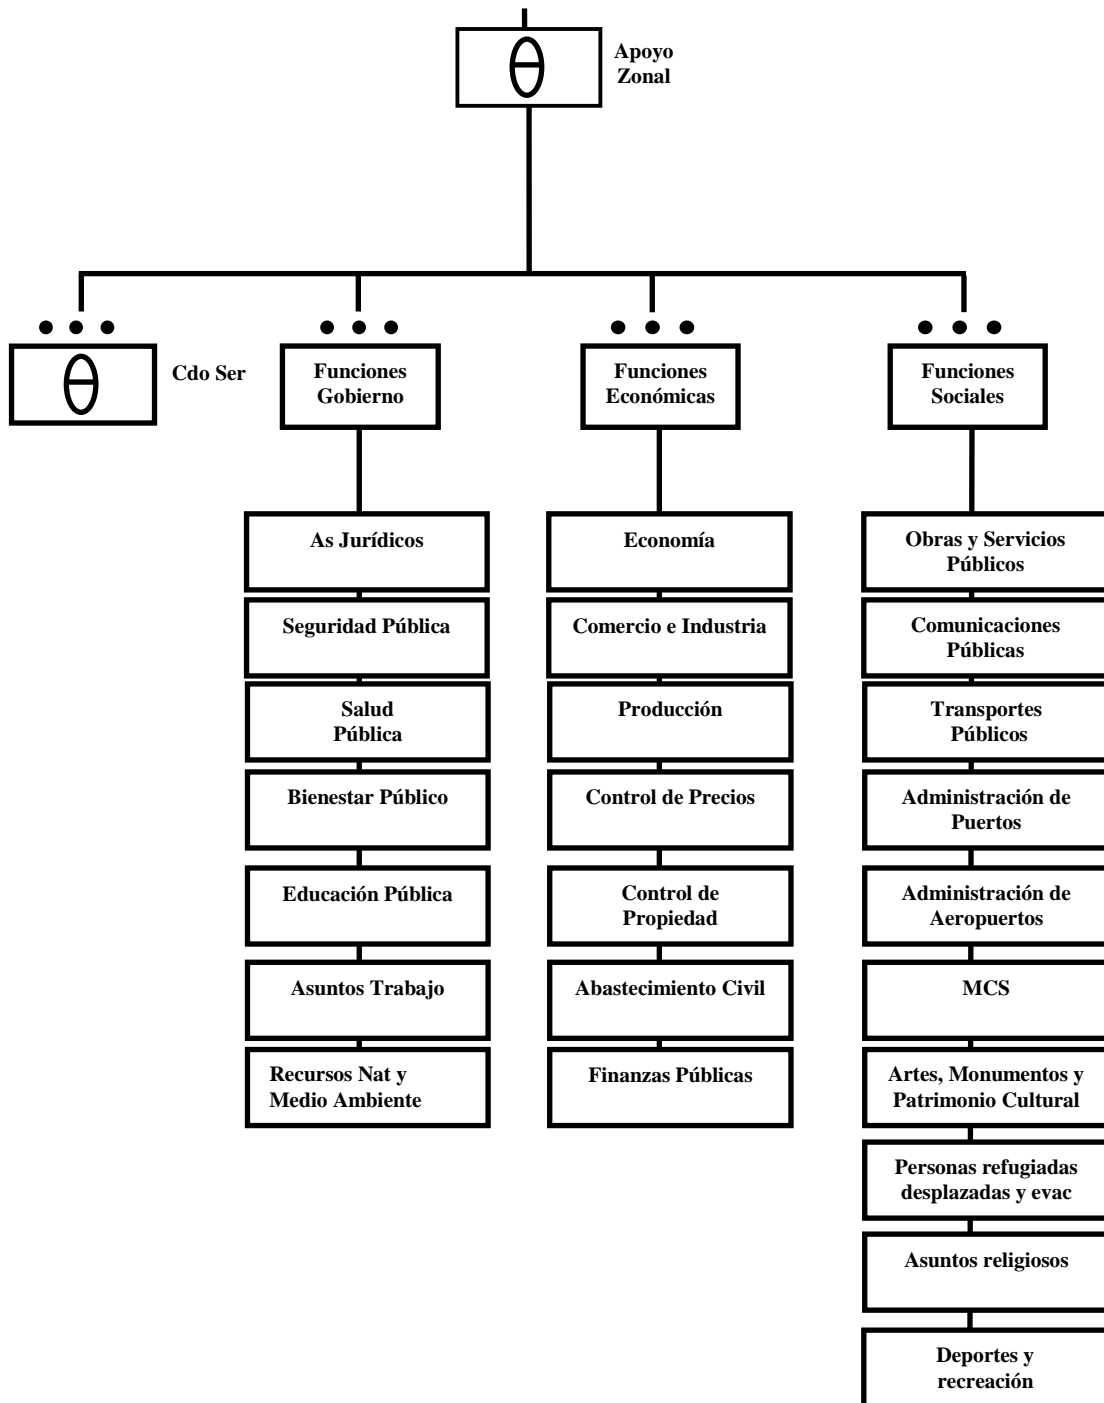 Apoyo
Zonal
Cdo Ser
Funciones
Gobierno
Funciones
Económicas
Funciones
Sociales
As Jurídicos
Seguridad Pública
Salud
Pública
Bienestar Público
Educación Pública
Asuntos Trabajo
Recursos Nat y
Medio Ambiente
Economía
Comercio e Industria
Producción
Control de Precios
Control de
Propiedad
Abastecimiento Civil
Finanzas Públicas
Obras y Servicios
Públicos
Comunicaciones
Públicas
Transportes
Públicos
Administración de
Puertos
Administración de
Aeropuertos
MCS
Artes, Monumentos y
Patrimonio Cultural
Personas refugiadas
desplazadas y evac
Asuntos religiosos
Deportes y
recreación